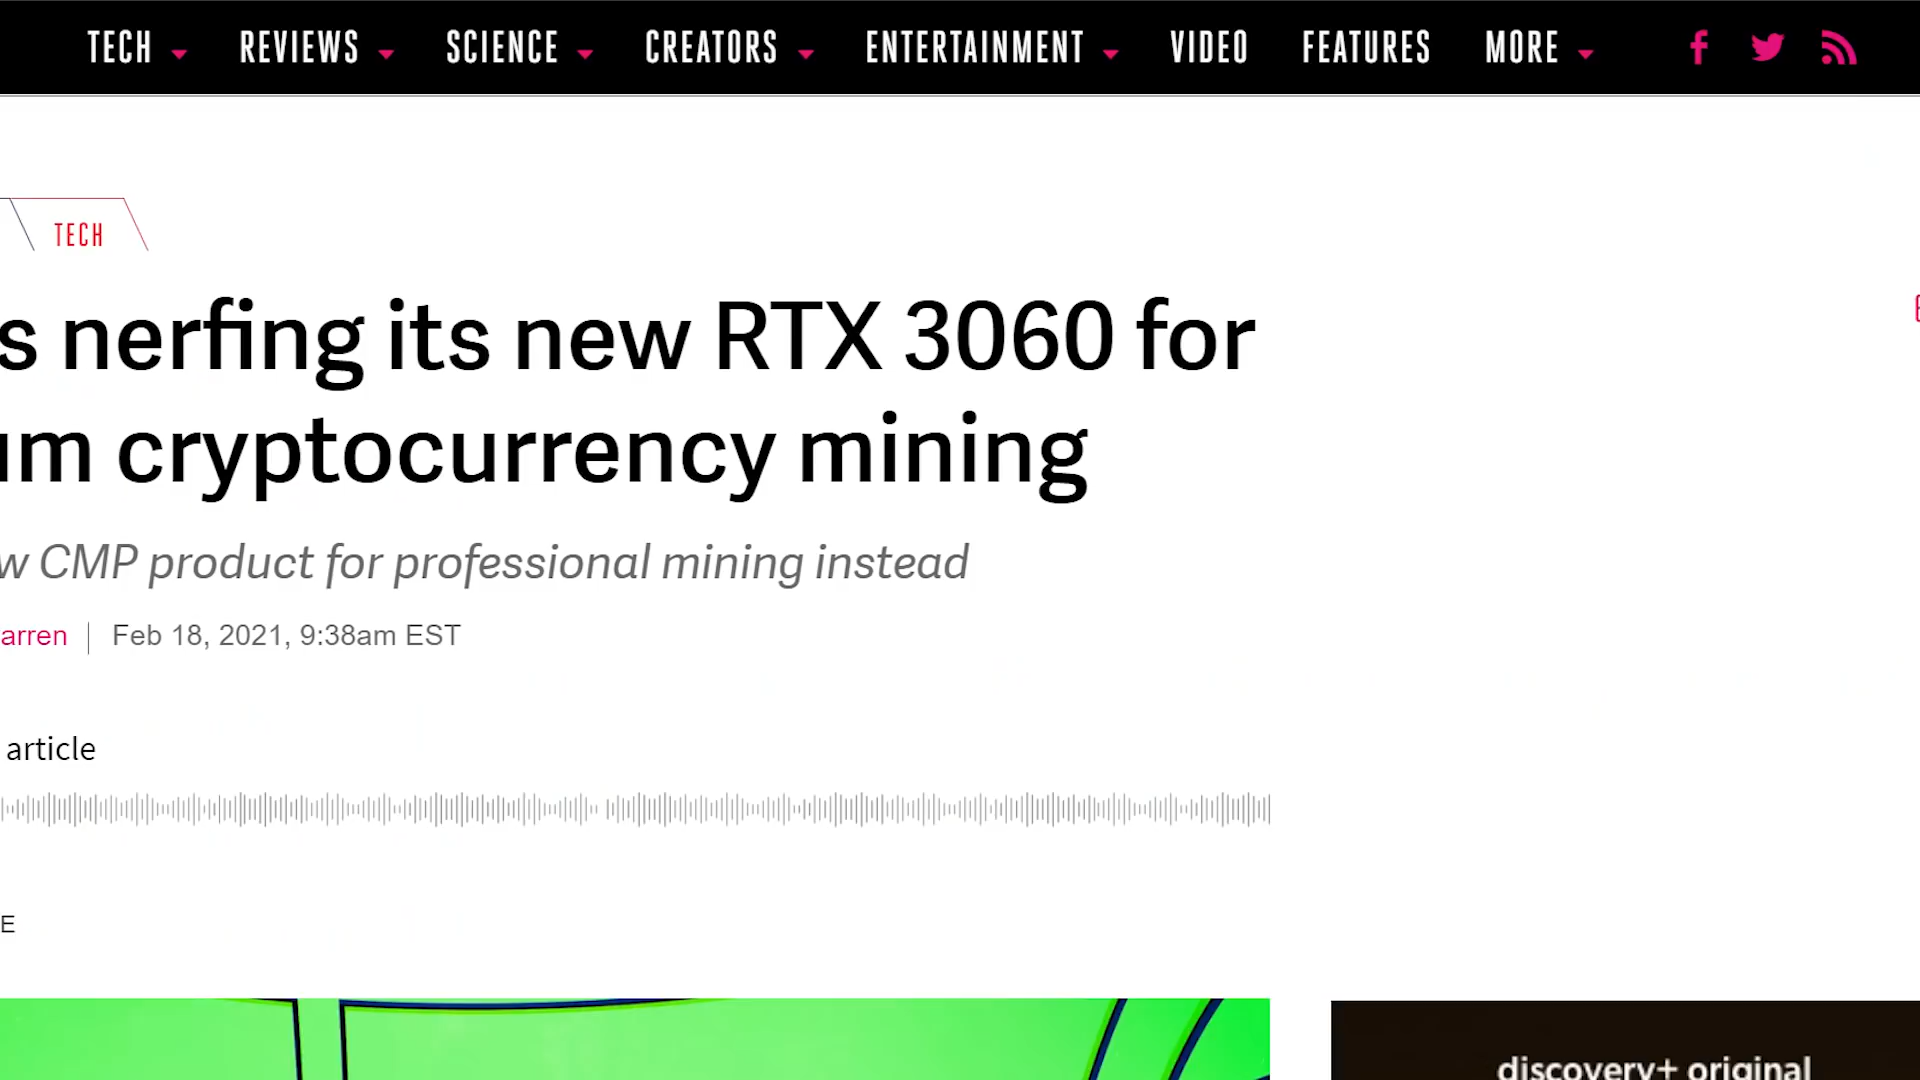 TECH REVIEWS SCIENCE CREATORS ENTERTAINMENT VIDEO FEATURES MORE
TECH
s nerfing its new RTX 3060 for
um cryptocurrency mining
w CMP product for professional mining instead
arren | Feb 18, 2021, 9:38am EST
article
E
discovery+ original